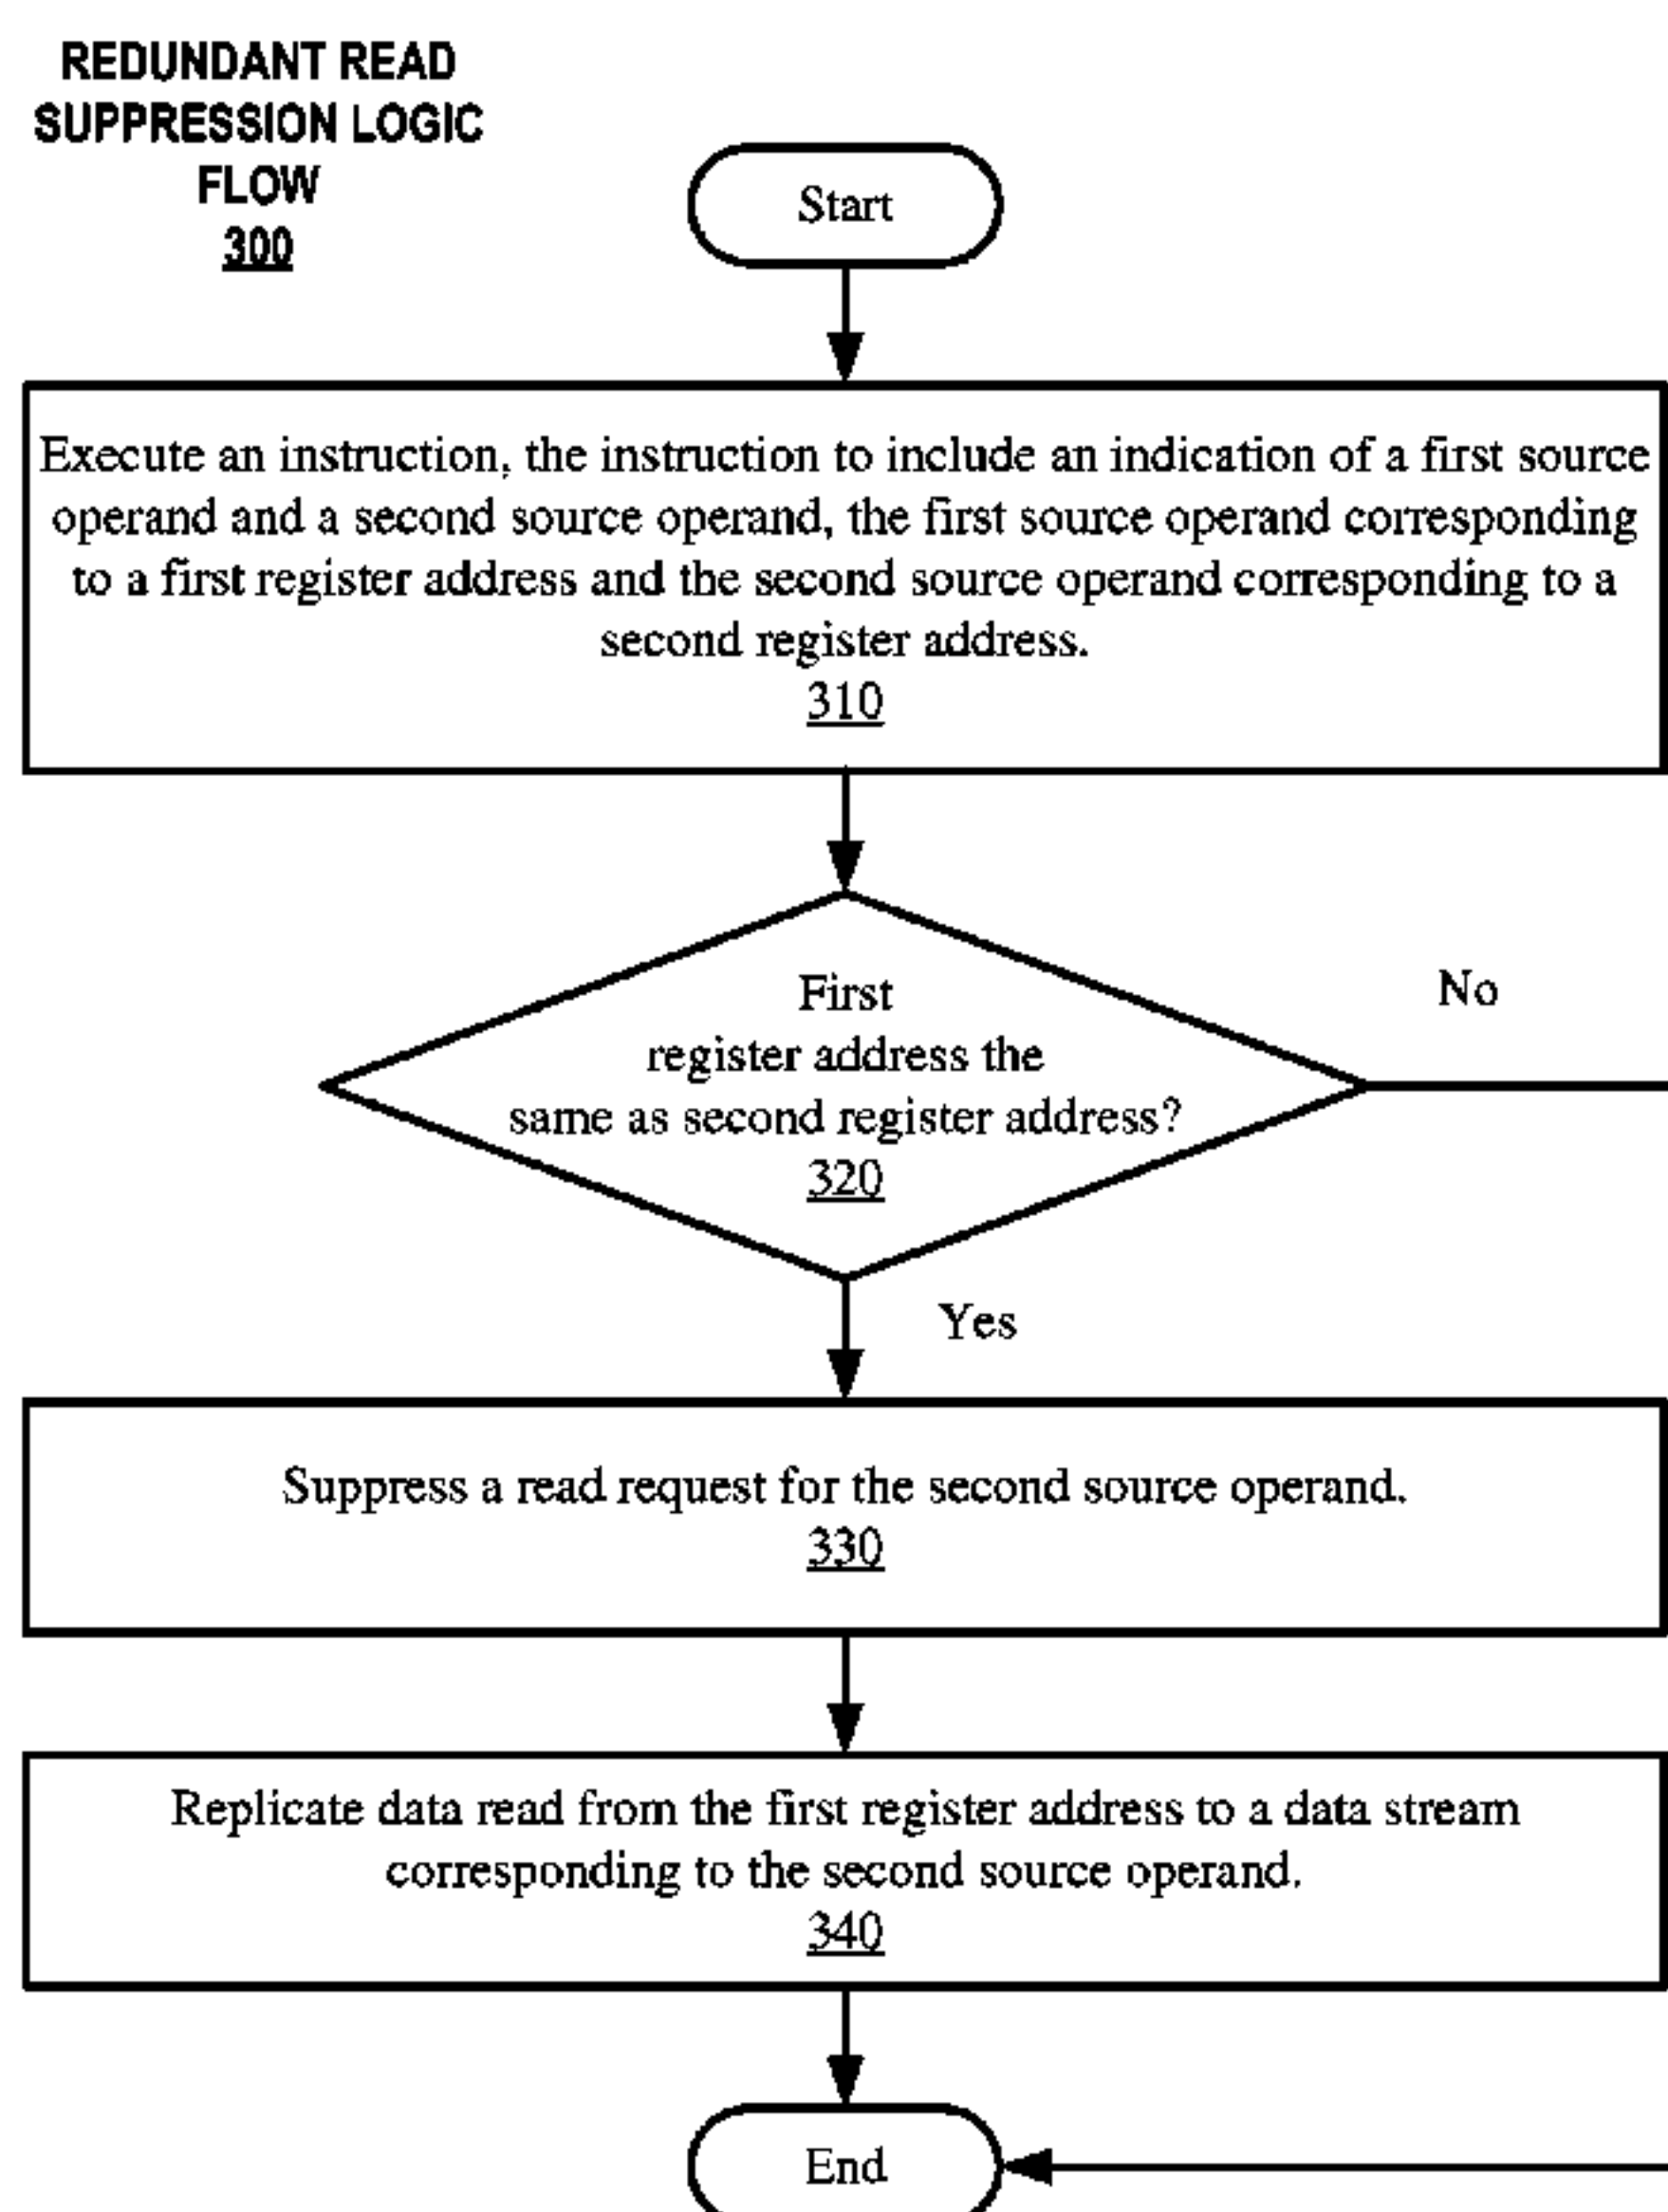 REDUNDANT READ
SUPPRESSION LOGIC
FLOW
300
Start
Execute an instruction, the instruction to include an indication of a first source
operand and a second source operand, the first source operand corresponding
to a first register address and the second source operand corresponding to a
second register address.
310
First
register address the
same as second register address?
320
No
Yes
Suppress a read request for the second source operand.
330
Replicate data read from the first register address to a data stream
corresponding to the second source operand.
340
End